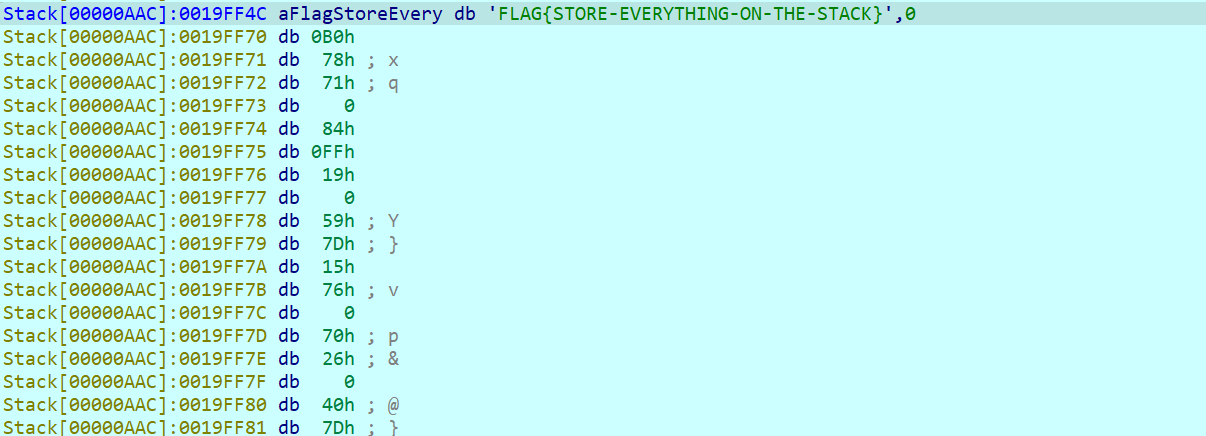 Stack[00000AAC]:0019FF4C aFlagStoreEvery db 'FLAG{STORE-EVERYTHING-ON-THE-STACK}',0
Stack[00000AAC]:0019FF70 db 0B0h
Stack[00000AAC]:0019FF71 db  78h ; x
Stack[00000AAC]:0019FF72 db  71h ; q
Stack[00000AAC]:0019FF73 db    0
Stack[00000AAC]:0019FF74 db  84h
Stack[00000AAC]:0019FF75 db 0FFh
Stack[00000AAC]:0019FF76 db  19h
Stack[00000AAC]:0019FF77 db    0
Stack[00000AAC]:0019FF78 db  59h ; Y
Stack[00000AAC]:0019FF79 db  7Dh ; }
Stack[00000AAC]:0019FF7A db  15h
Stack[00000AAC]:0019FF7B db  76h ; v
Stack[00000AAC]:0019FF7C db    0
Stack[00000AAC]:0019FF7D db  70h ; p
Stack[00000AAC]:0019FF7E db  26h ; &
Stack[00000AAC]:0019FF7F db    0
Stack[00000AAC]:0019FF80 db  40h ; @
Stack[00000AAC]:0019FF81 db  7Dh ; }